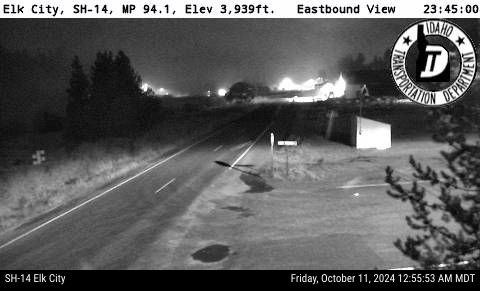 Elk City, SH-14, MP 94.1, Elev 3,939ft. Eastbound View 23:45:00
IDAHO
TRANSPORTATION DEPARTMENT
SH-14 Elk City Friday, October 11, 2024 12:55:53 AM MDT